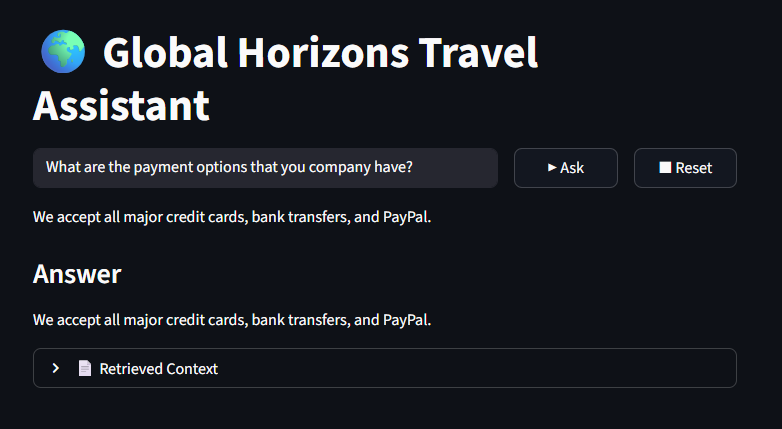 🌍 Global Horizons Travel
Assistant
What are the payment options that you company have?
▶ Ask
■ Reset
We accept all major credit cards, bank transfers, and PayPal.
Answer
We accept all major credit cards, bank transfers, and PayPal.
> 📄 Retrieved Context